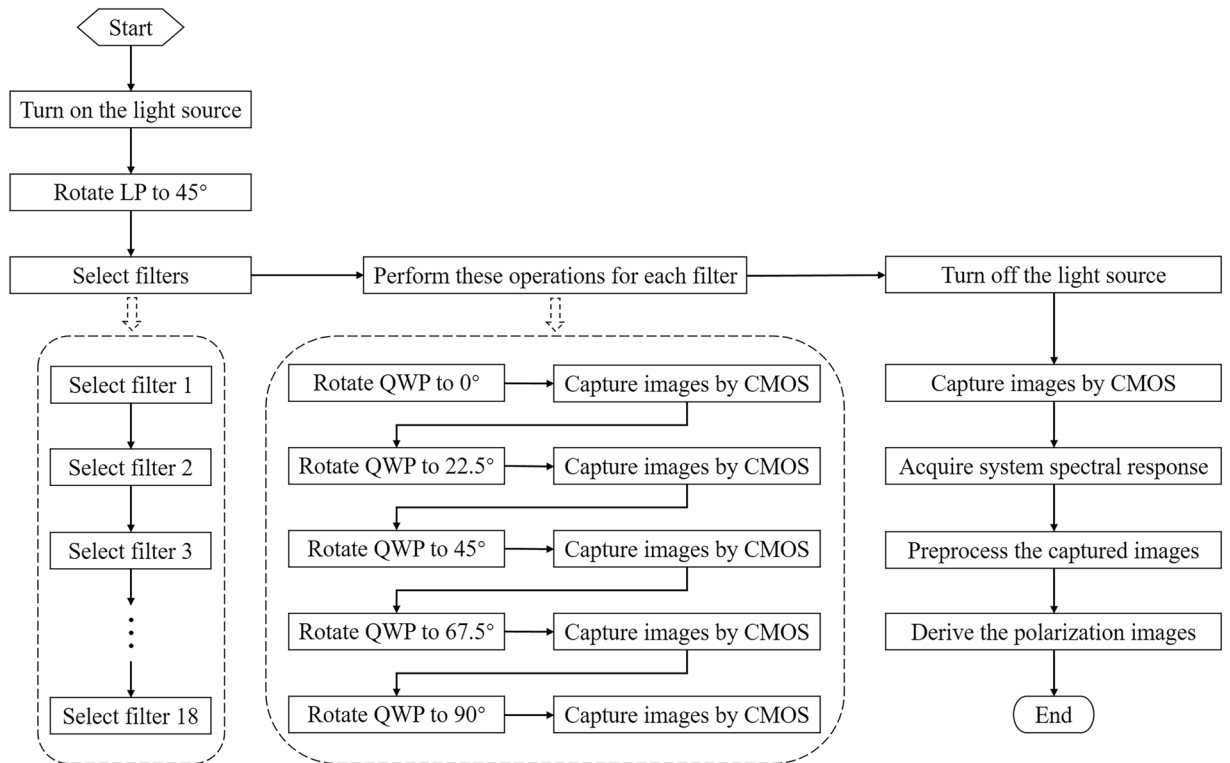 Start
Turn on the light source
Rotate LP to 45°
Select filters
Perform these operations for each filter
Turn off the light source
Select filter 1
Select filter 2
Select filter 3
Select filter 18
Rotate QWP to 0°
Capture images by CMOS
Rotate QWP to 22.5°
Capture images by CMOS
Rotate QWP to 45°
Capture images by CMOS
Rotate QWP to 67.5°
Capture images by CMOS
Rotate QWP to 90°
Capture images by CMOS
Capture images by CMOS
Acquire system spectral response
Preprocess the captured images
Derive the polarization images
End